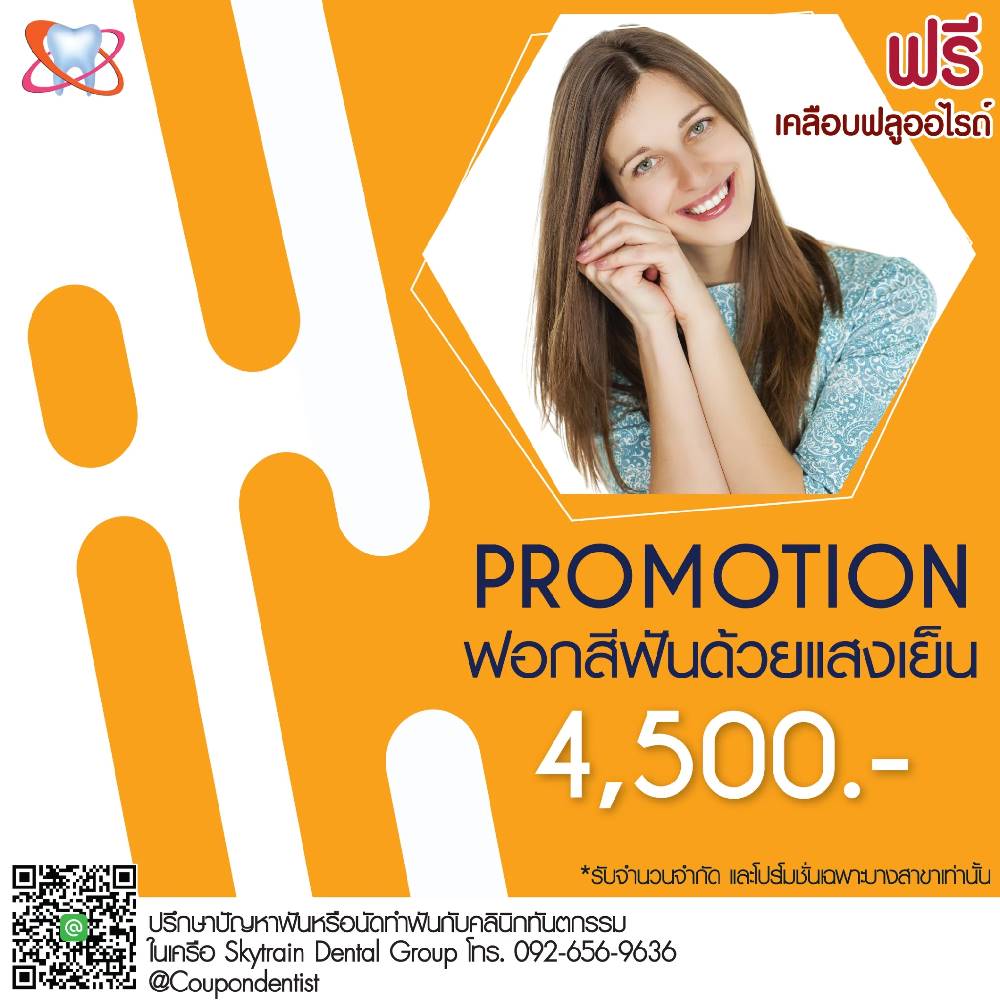 ฟรี
เคลือบฟลูออไรด์
PROMOTION
ฟอกสีฟันด้วยแสงเย็น
4,500.-
*รับจำนวนจำกัด และโปรโมชั่นเฉพาะบางสาขาเท่านั้น
ปรึกษาปัญหาฟันหรือนัดทำฟันกับคลินิกทันตกรรม
ในเครือ Skytrain Dental Group โทร. 092-656-9636
@Coupondentist